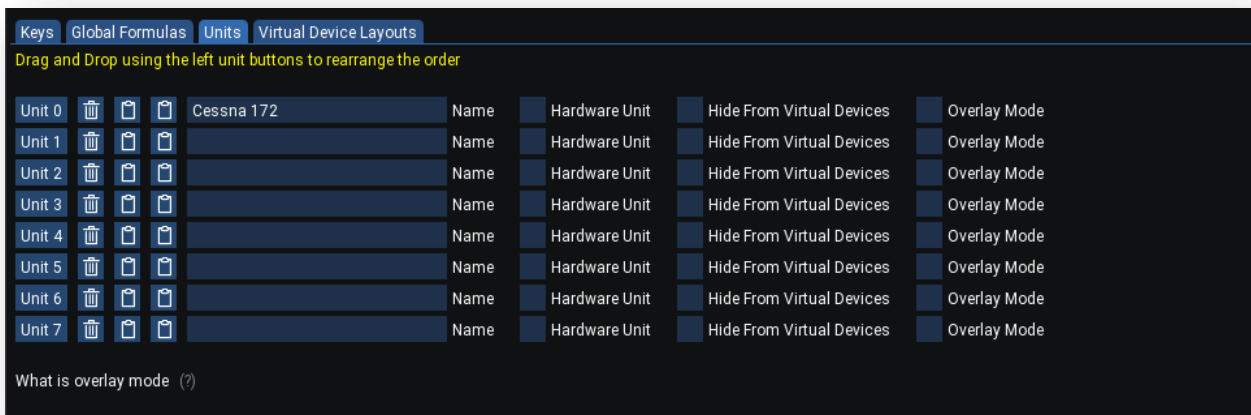 Keys Global Formulas Units Virtual Device Layouts
Drag and Drop using the left unit buttons to rearrange the order
Unit 0 Cessna 172 Name Hardware Unit Hide From Virtual Devices Overlay Mode
Unit 1 Name Hardware Unit Hide From Virtual Devices Overlay Mode
Unit 2 Name Hardware Unit Hide From Virtual Devices Overlay Mode
Unit 3 Name Hardware Unit Hide From Virtual Devices Overlay Mode
Unit 4 Name Hardware Unit Hide From Virtual Devices Overlay Mode
Unit 5 Name Hardware Unit Hide From Virtual Devices Overlay Mode
Unit 6 Name Hardware Unit Hide From Virtual Devices Overlay Mode
Unit 7 Name Hardware Unit Hide From Virtual Devices Overlay Mode
What is overlay mode (?)